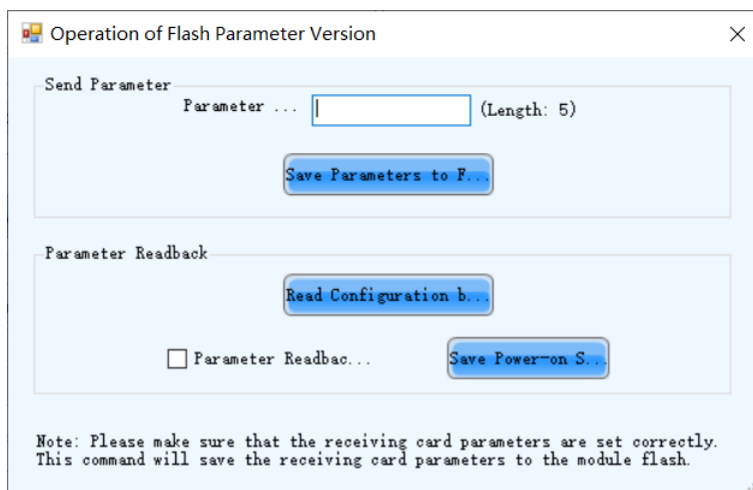 Operation of Flash Parameter Version
Send Parameter
Parameter ... (Length: 5)
Save Parameters to F...
Parameter Readback
Read Configuration b...
Parameter Readbac... Save Power-on S...
Note: Please make sure that the receiving card parameters are set correctly.
This command will save the receiving card parameters to the module flash.